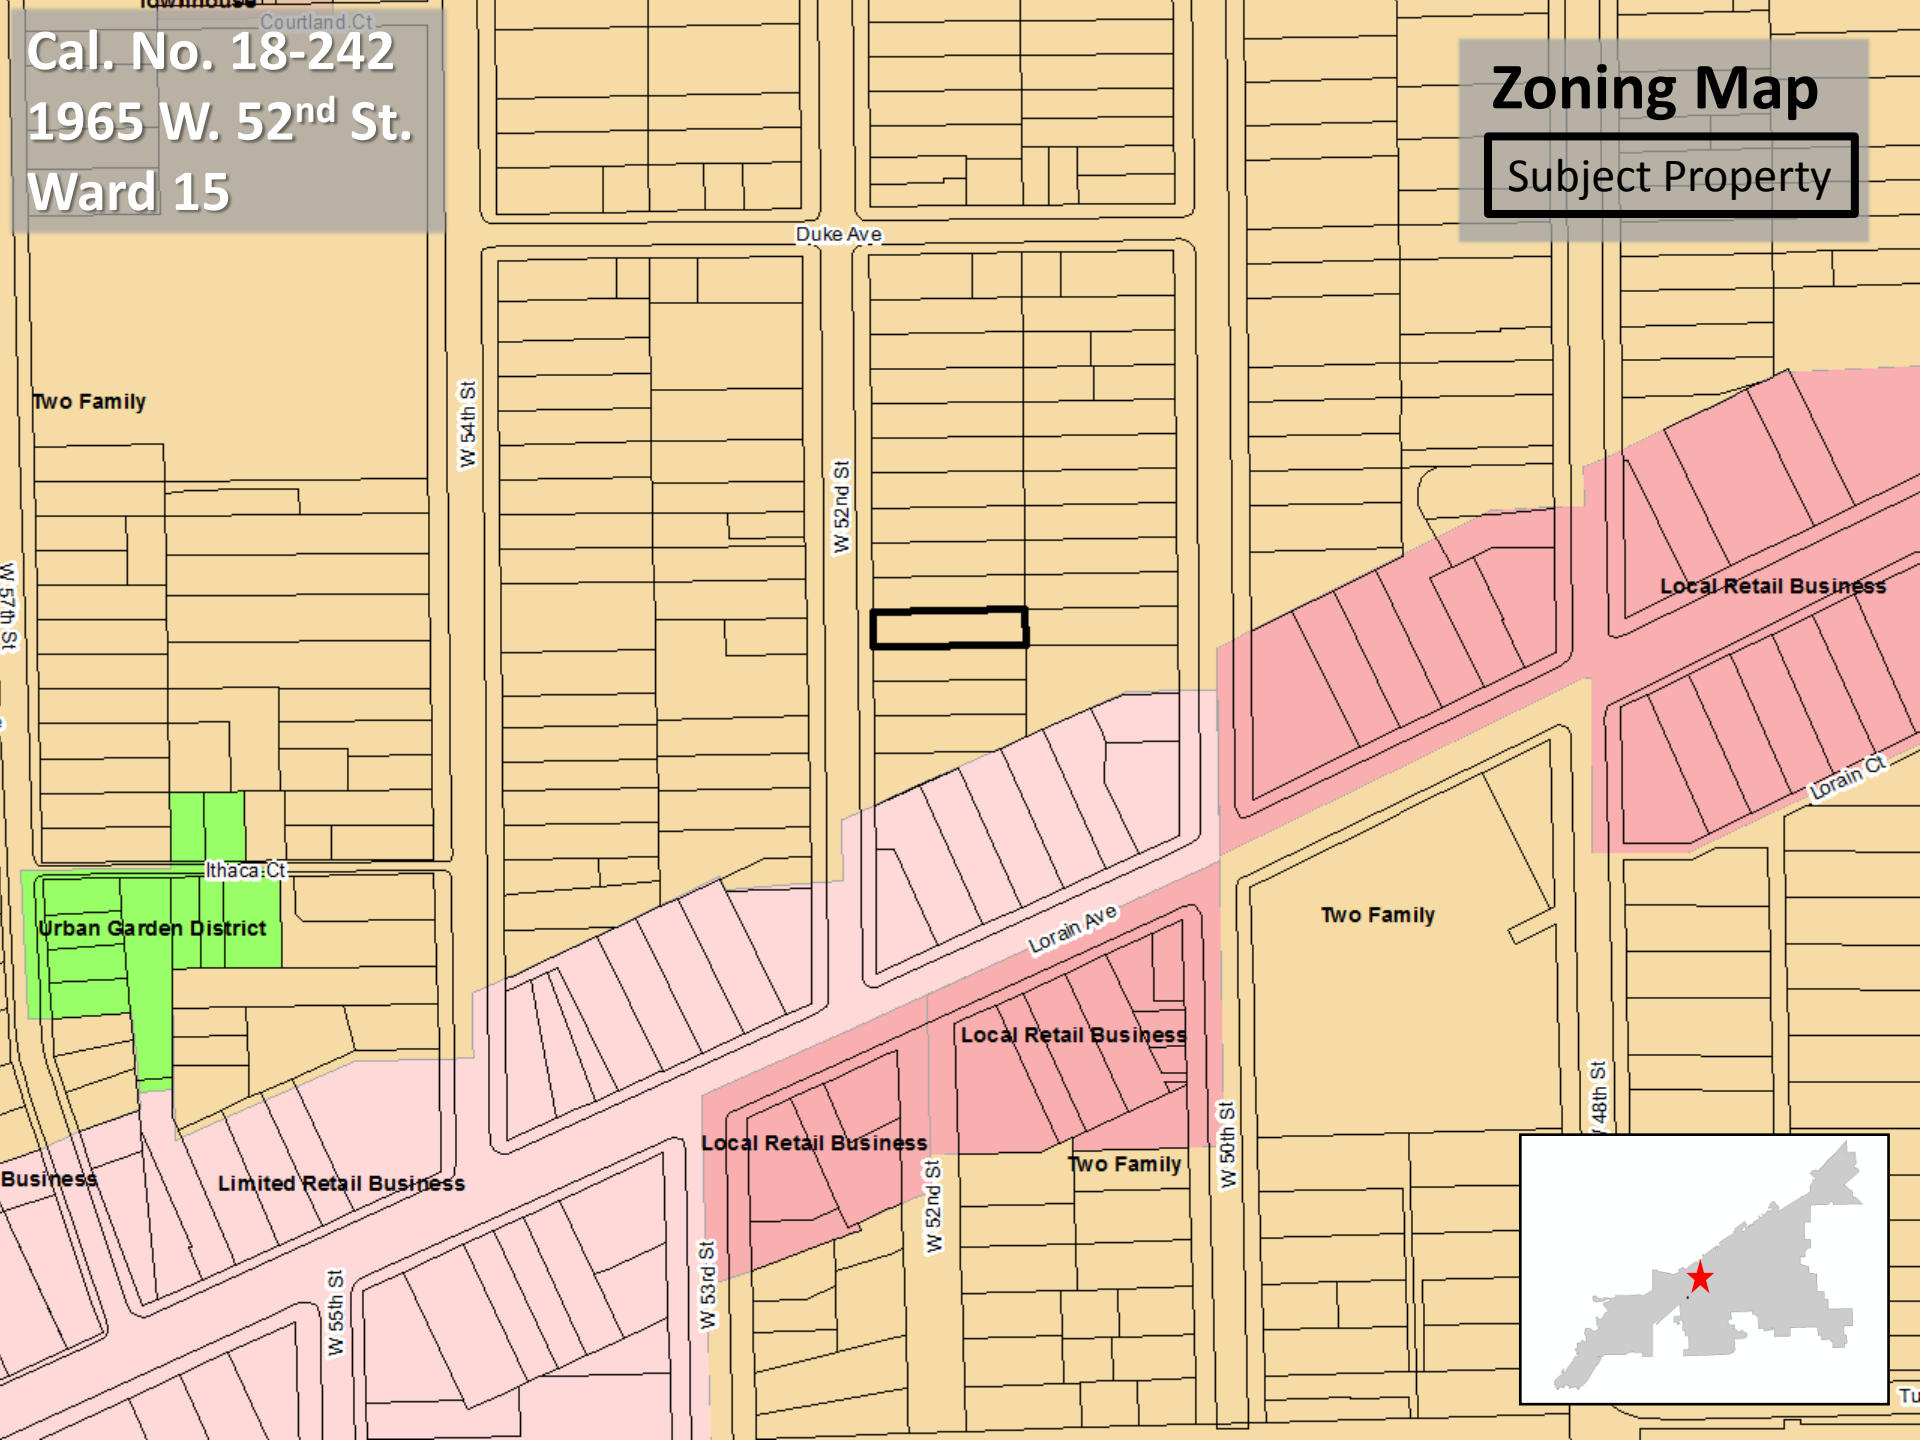 Townhouse
Courtland Ct
Cal. No. 18-242
1965 W. 52nd St.
Ward 15
Zoning Map
Subject Property
Duke Ave
Two Family
W 54th St
W 52nd St
W 57th St
Local Retail Business
Lorain Ct
Ithaca Ct
Urban Garden District
Lorain Ave
Two Family
Local Retail Business
Local Retail Business
Two Family
W 50th St
48th St
Business
Limited Retail Business
W 52nd St
W 53rd St
W 55th St
Tu